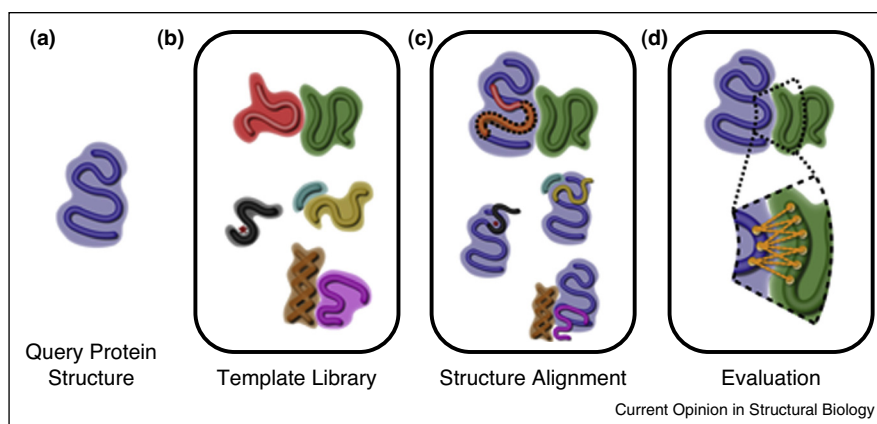 (a)
(b)
(c)
(d)
Query Protein
Structure
Template Library
Structure Alignment
Evaluation
Current Opinion in Structural Biology